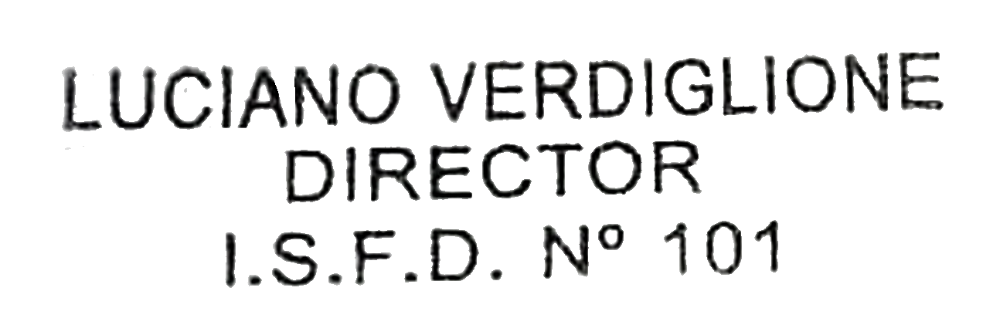 LUCIANO VERDIGLIONE
DIRECTOR
I.S.F.D. Nº 101